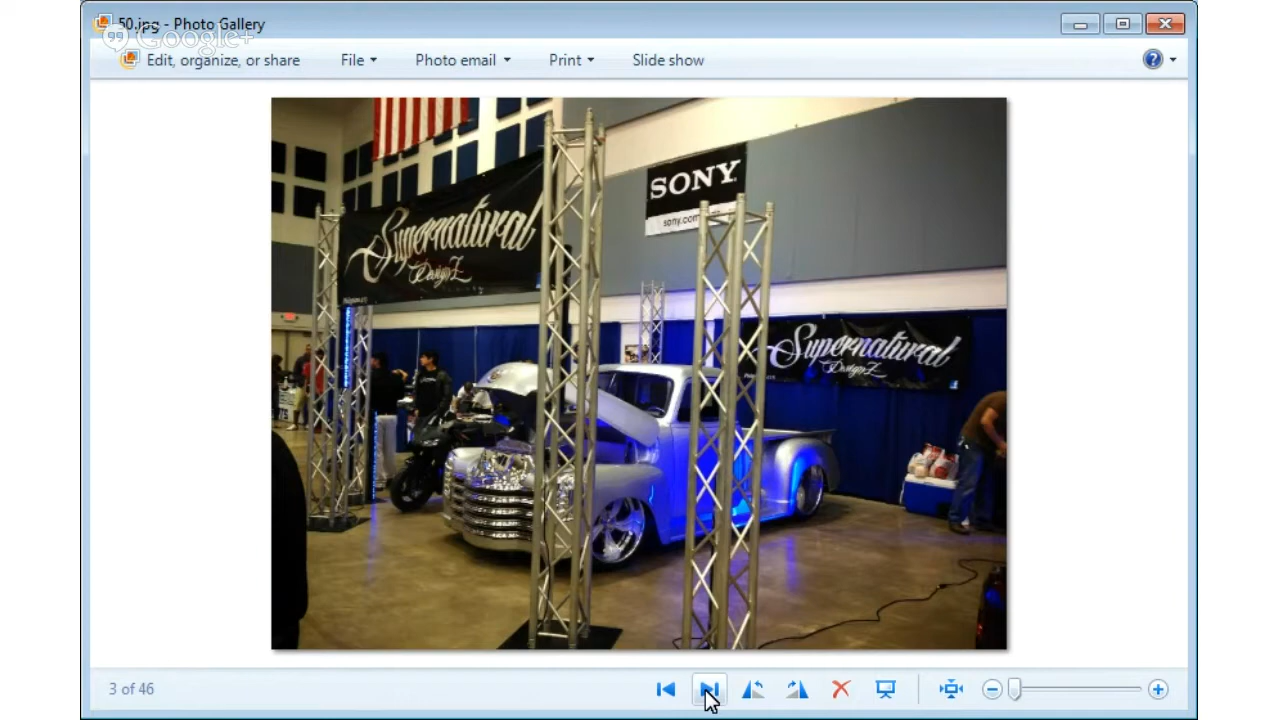 50.jpg - Photo Gallery
Google+
Edit, organize, or share File Photo email Print Slide show
SONY
sony.com
Supernatural
DesignZ
Supernatural
DesignZ
3 of 46